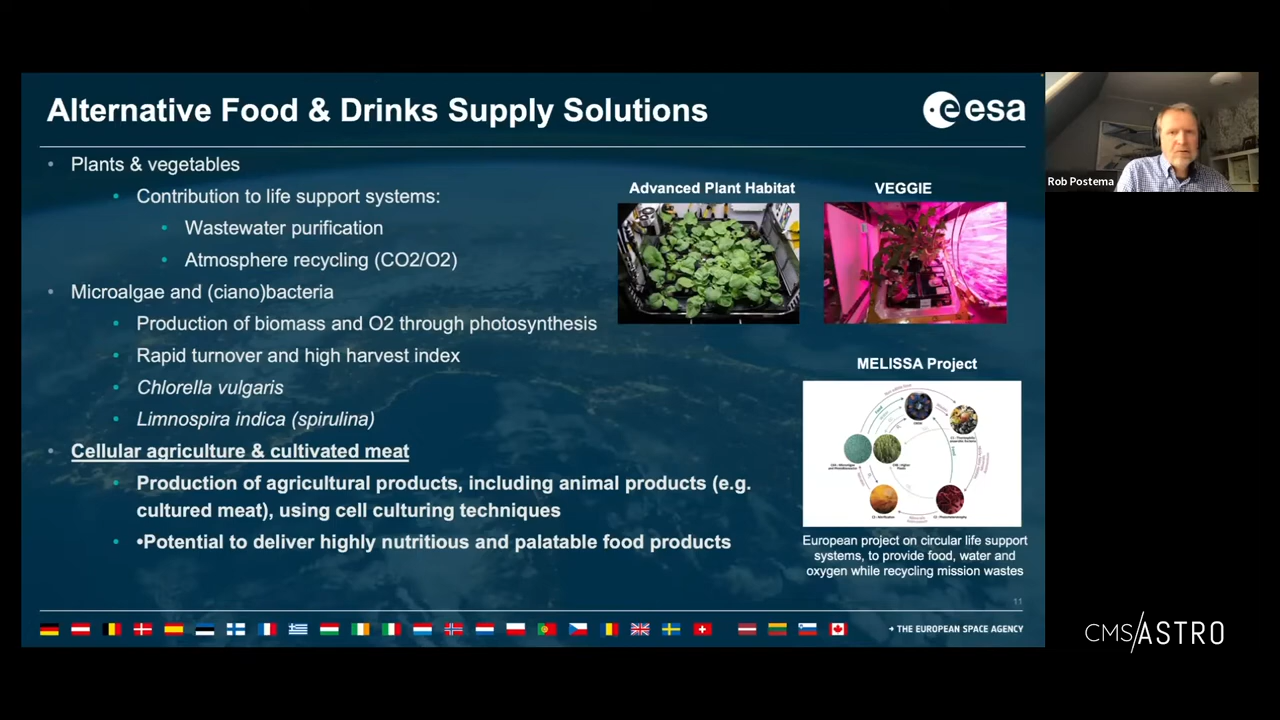 Alternative Food & Drinks Supply Solutions
esa
• Plants & vegetables
• Contribution to life support systems:
• Wastewater purification
• Atmosphere recycling (CO2/O2)
• Microalgae and (ciano)bacteria
• Production of biomass and O2 through photosynthesis
• Rapid turnover and high harvest index
• Chlorella vulgaris
• Limnospira indica (spirulina)
• Cellular agriculture & cultivated meat
• Production of agricultural products, including animal products (e.g.
cultured meat), using cell culturing techniques
• •Potential to deliver highly nutritious and palatable food products
Advanced Plant Habitat
VEGGIE
MELISSA Project
European project on circular life support
systems, to provide food, water and
oxygen while recycling mission wastes
11
→ THE EUROPEAN SPACE AGENCY
Rob Postema
CMS/ASTRO